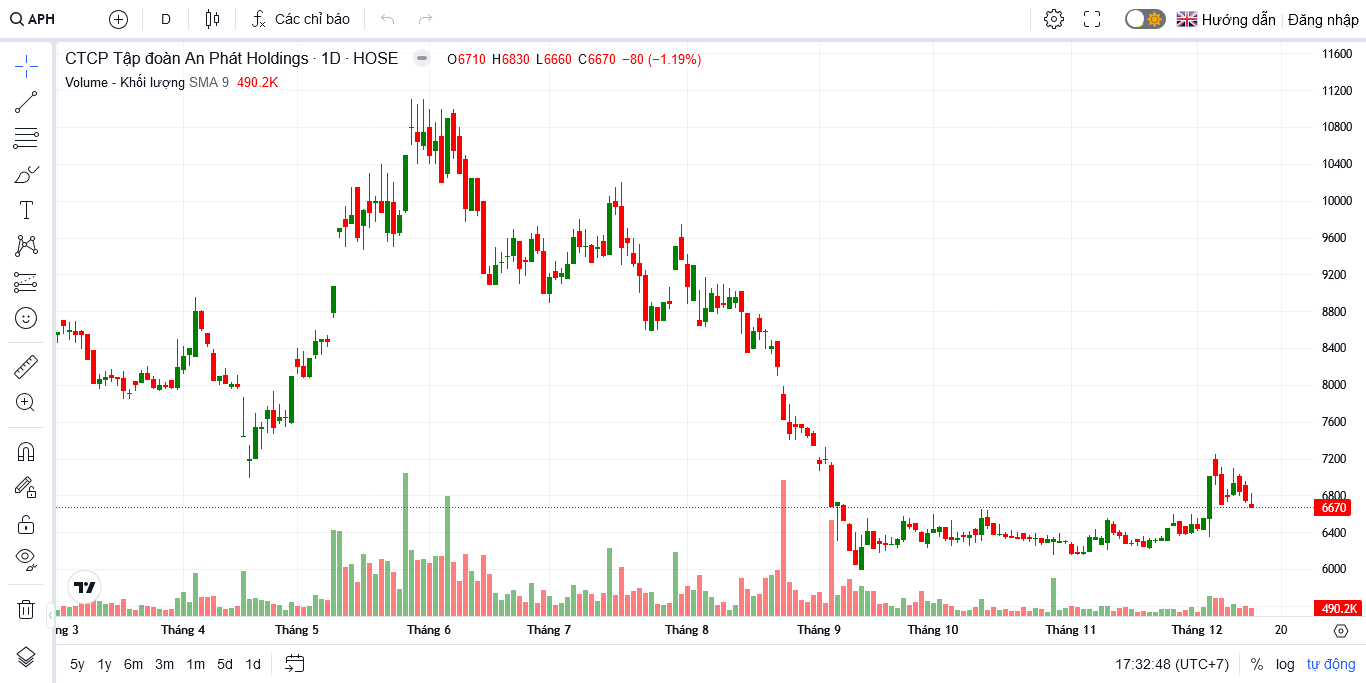 APH D Các chỉ báo Hướng dẫn Đăng nhập
CTCP Tập đoàn An Phát Holdings · 1D · HOSE O6710 H6830 L6660 C6670 −80 (−1.19%)
Volume - Khối lượng SMA 9 490.2K
11600
11200
10800
10400
10000
9600
9200
8800
8400
8000
7600
7200
6800
6670
6400
6000
490.2K
ng 3 Tháng 4 Tháng 5 Tháng 6 Tháng 7 Tháng 8 Tháng 9 Tháng 10 Tháng 11 Tháng 12 20
5y 1y 6m 3m 1m 5d 1d 17:32:48 (UTC+7) % log tự động